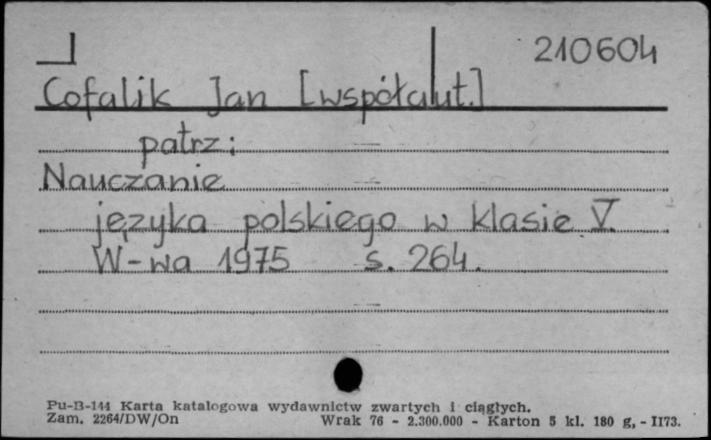 210604
Cofalik Jan [współaut.]
patrz:
Nauczanie
języka polskiego w klasie V.
W-wa 1975 s. 264.
Pu-B-144 Karta katalogowa wydawnictw zwartych i ciągłych.
Zam. 2264/DW/On Wrak 76 - 2.300.000 - Karton 5 kl. 180 g, - II73.